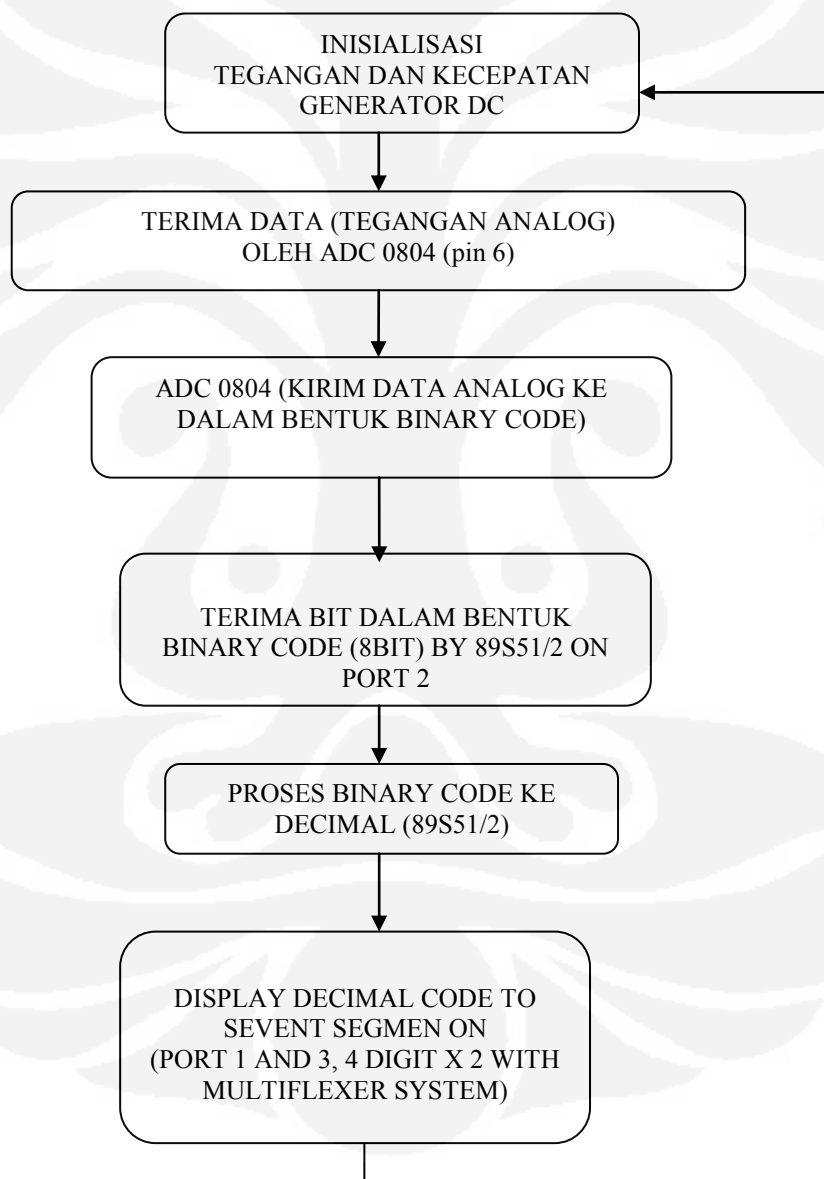 INISIALISASI
TEGANGAN DAN KECEPATAN
GENERATOR DC
TERIMA DATA (TEGANGAN ANALOG)
OLEH ADC 0804 (pin 6)
ADC 0804 (KIRIM DATA ANALOG KE
DALAM BENTUK BINARY CODE)
TERIMA BIT DALAM BENTUK
BINARY CODE (8BIT) BY 89S51/2 ON
PORT 2
PROSES BINARY CODE KE
DECIMAL (89S51/2)
DISPLAY DECIMAL CODE TO
SEVENT SEGMEN ON
(PORT 1 AND 3, 4 DIGIT X 2 WITH
MULTIFLEXER SYSTEM)